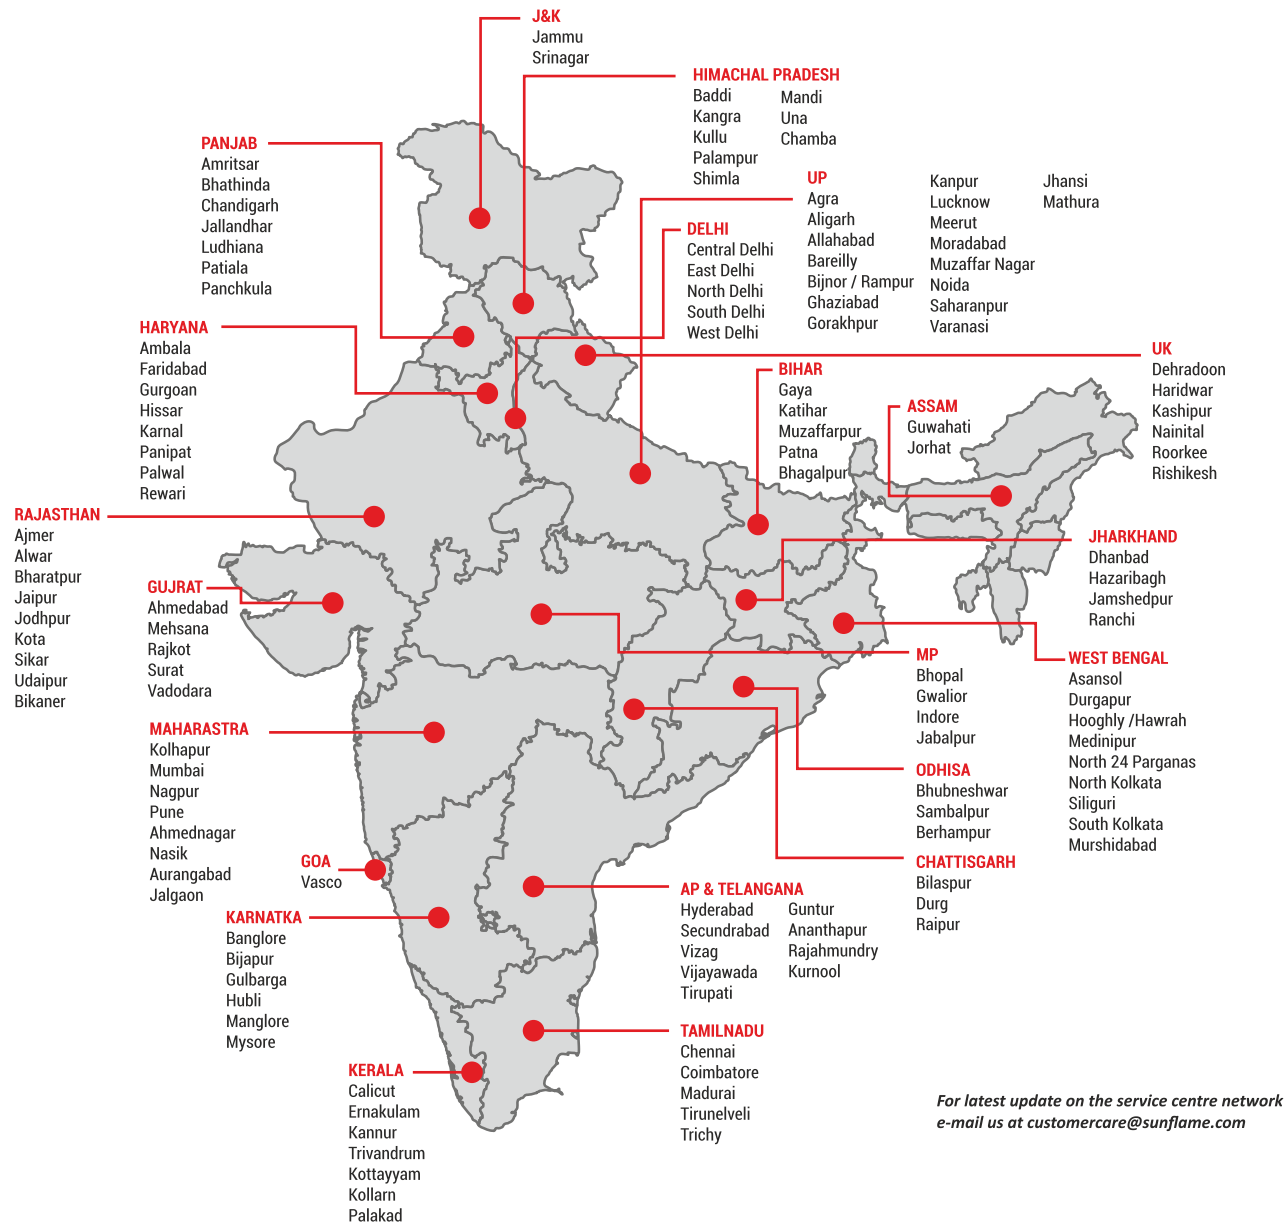 J&K
Jammu
Srinagar
HIMACHAL PRADESH
Baddi
Kangra
Kullu
Palampur
Shimla
Mandi
Una
Chamba
PANJAB
Amritsar
Bhathinda
Chandigarh
Jallandhar
Ludhiana
Patiala
Panchkula
UP
Agra
Aligarh
Allahabad
Bareilly
Bijnor / Rampur
Ghaziabad
Gorakhpur
Kanpur
Lucknow
Meerut
Moradabad
Muzaffar Nagar
Noida
Saharanpur
Varanasi
Jhansi
Mathura
DELHI
Central Delhi
East Delhi
North Delhi
South Delhi
West Delhi
HARYANA
Ambala
Faridabad
Gurgoan
Hissar
Karnal
Panipat
Palwal
Rewari
UK
Dehradoon
Haridwar
Kashipur
Nainital
Roorkee
Rishikesh
BIHAR
Gaya
Katihar
Muzaffarpur
Patna
Bhagalpur
ASSAM
Guwahati
Jorhat
RAJASTHAN
Ajmer
Alwar
Bharatpur
Jaipur
Jodhpur
Kota
Sikar
Udaipur
Bikaner
GUJRAT
Ahmedabad
Mehsana
Rajkot
Surat
Vadodara
JHARKHAND
Dhanbad
Hazaribagh
Jamshedpur
Ranchi
MP
Bhopal
Gwalior
Indore
Jabalpur
WEST BENGAL
Asansol
Durgapur
Hooghly /Hawrah
Medinipur
North 24 Parganas
North Kolkata
Siliguri
South Kolkata
Murshidabad
MAHARASTRA
Kolhapur
Mumbai
Nagpur
Pune
Ahmednagar
Nasik
Aurangabad
Jalgaon
ODHISA
Bhubneshwar
Sambalpur
Berhampur
CHATTISGARH
Bilaspur
Durg
Raipur
GOA
Vasco
AP & TELANGANA
Hyderabad
Secundrabad
Vizag
Vijayawada
Tirupati
Guntur
Ananthapur
Rajahmundry
Kurnool
KARNATKA
Banglore
Bijapur
Gulbarga
Hubli
Manglore
Mysore
TAMILNADU
Chennai
Coimbatore
Madurai
Tirunelveli
Trichy
KERALA
Calicut
Ernakulam
Kannur
Trivandrum
Kottayyam
Kollarn
Palakad
For latest update on the service centre network
e-mail us at customercare@sunflame.com